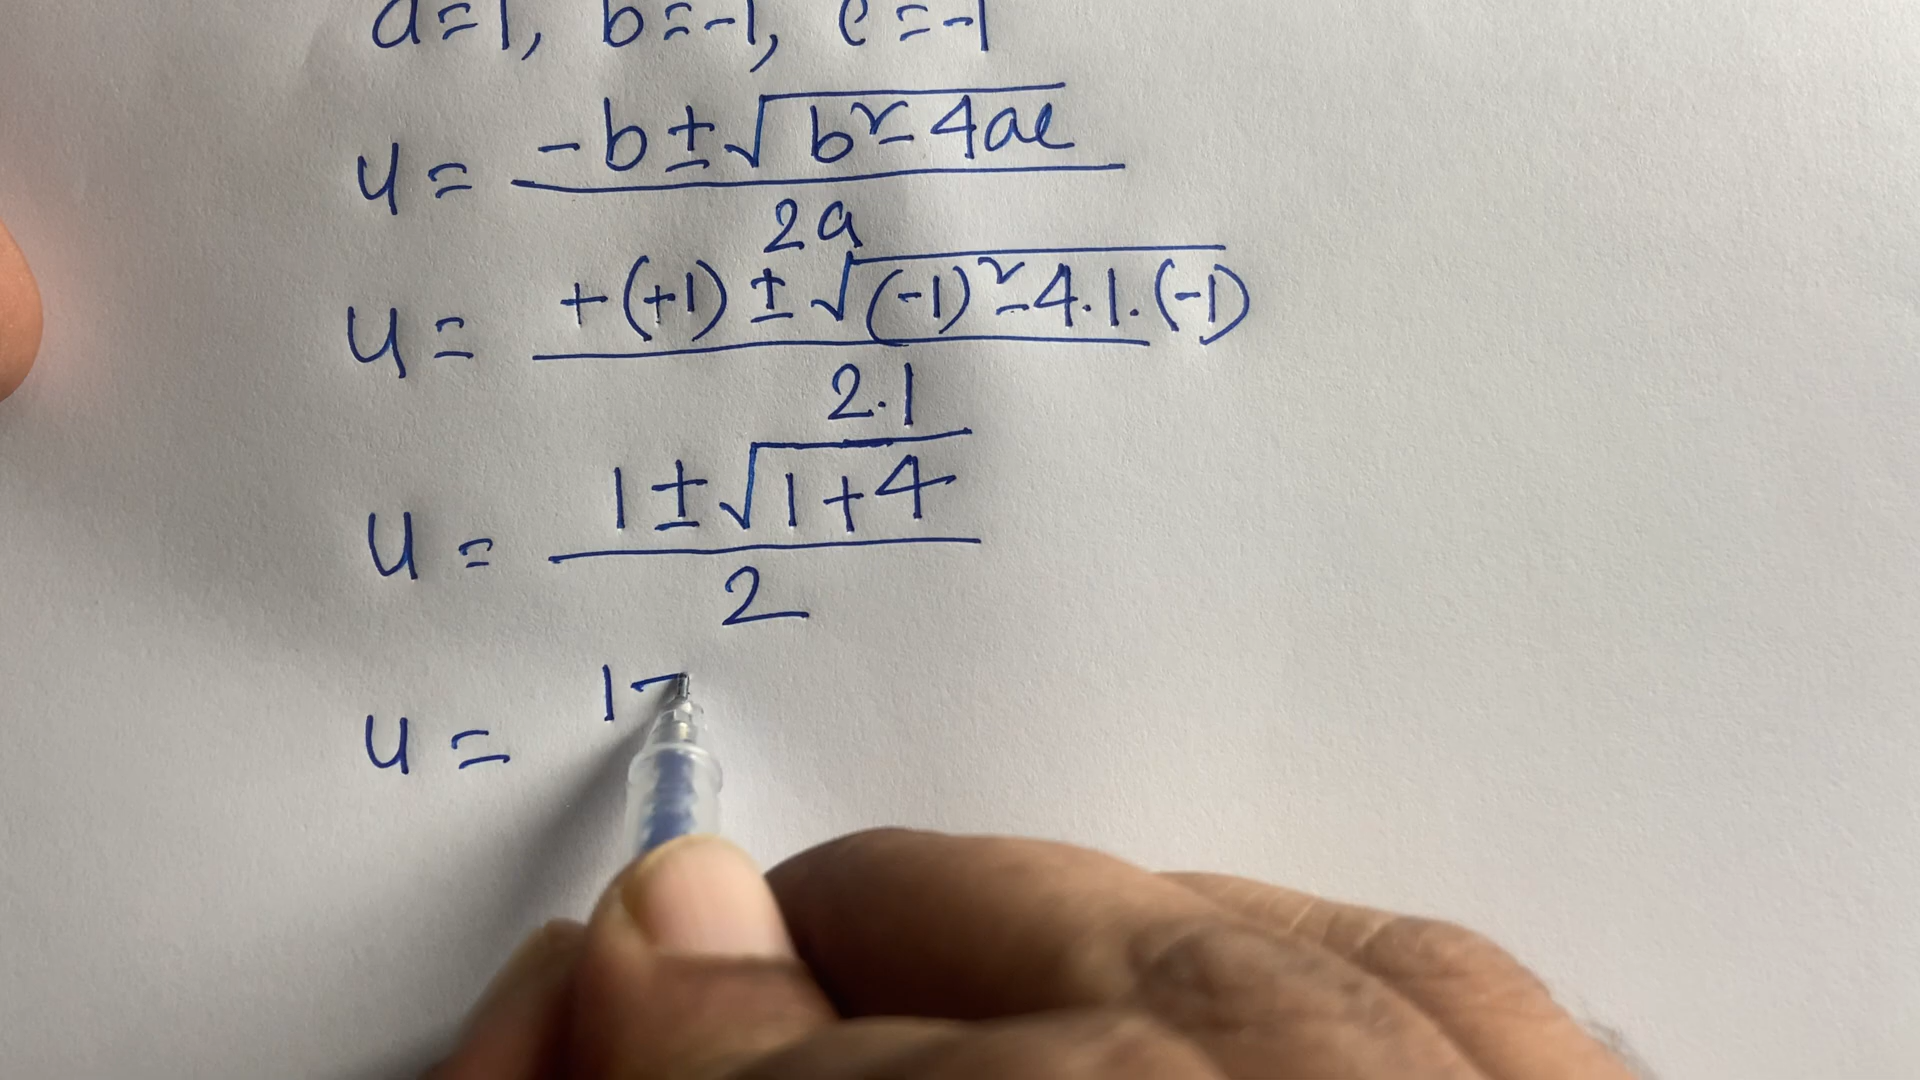 a=1, b=-1, c=-1
u = -b ± √(b² - 4ac) / 2a
u = +(+1) ± √((-1)² - 4.1.(-1)) / 2.1
u = 1 ± √(1+4) / 2
u = 1 -